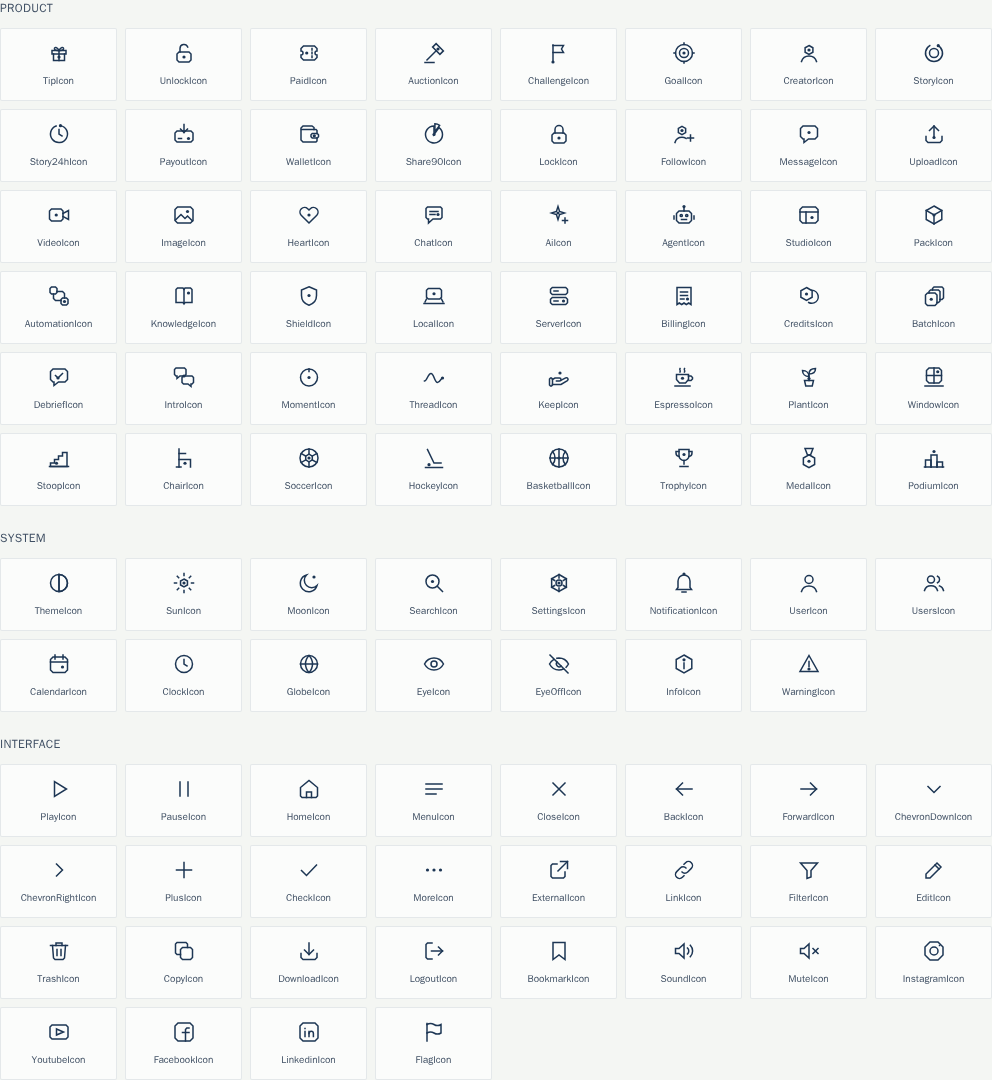 PRODUCT
TipIcon UnlockIcon PaidIcon AuctionIcon ChallengeIcon GoalIcon CreatorIcon StoryIcon
Story24hIcon PayoutIcon WalletIcon Share90Icon LockIcon FollowIcon MessageIcon UploadIcon
VideoIcon ImageIcon HeartIcon ChatIcon AiIcon AgentIcon StudioIcon PackIcon
AutomationIcon KnowledgeIcon ShieldIcon LocalIcon ServerIcon BillingIcon CreditsIcon BatchIcon
DebriefIcon IntroIcon MomentIcon ThreadIcon KeepIcon EspressoIcon PlantIcon WindowIcon
StoopIcon ChairIcon SoccerIcon HockeyIcon BasketballIcon TrophyIcon MedalIcon PodiumIcon
SYSTEM
ThemeIcon SunIcon MoonIcon SearchIcon SettingsIcon NotificationIcon UserIcon UsersIcon
CalendarIcon ClockIcon GlobeIcon EyeIcon EyeOffIcon InfoIcon WarningIcon
INTERFACE
PlayIcon PauseIcon HomeIcon MenuIcon CloseIcon BackIcon ForwardIcon ChevronDownIcon
ChevronRightIcon PlusIcon CheckIcon MoreIcon ExternalIcon LinkIcon FilterIcon EditIcon
TrashIcon CopyIcon DownloadIcon LogoutIcon BookmarkIcon SoundIcon MuteIcon InstagramIcon
YoutubeIcon FacebookIcon LinkedinIcon FlagIcon